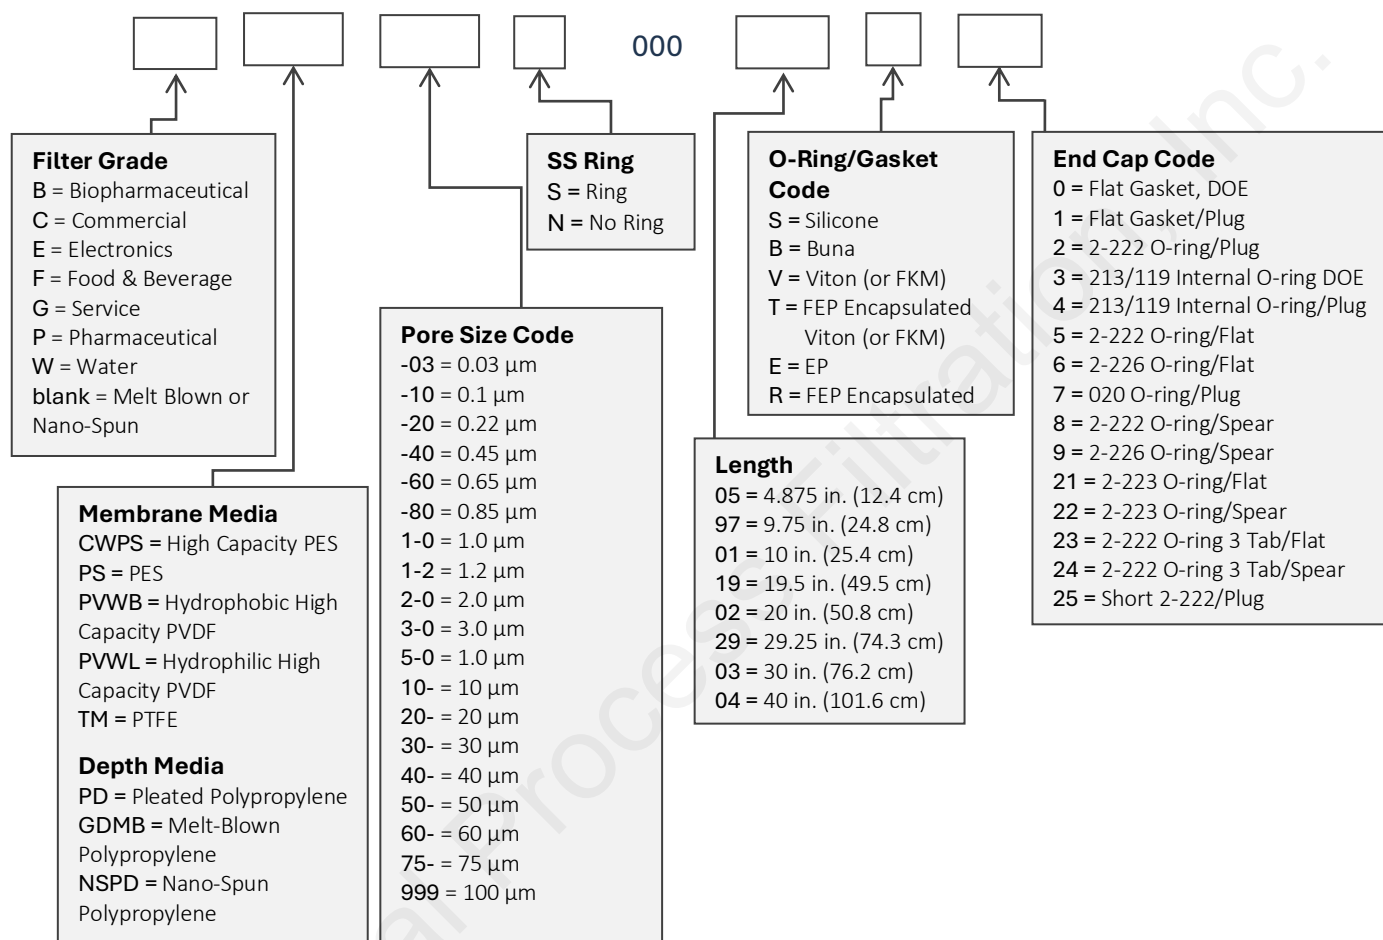 000
Filter Grade
B = Biopharmaceutical
C = Commercial
E = Electronics
F = Food & Beverage
G = Service
P = Pharmaceutical
W = Water
blank = Melt Blown or
Nano-Spun
Membrane Media
CWPS = High Capacity PES
PS = PES
PVWB = Hydrophobic High
Capacity PVDF
PVWL = Hydrophilic High
Capacity PVDF
TM = PTFE
Depth Media
PD = Pleated Polypropylene
GDMB = Melt-Blown
Polypropylene
NSPD = Nano-Spun
Polypropylene
Pore Size Code
-03 = 0.03 µm
-10 = 0.1 µm
-20 = 0.22 µm
-40 = 0.45 µm
-60 = 0.65 µm
-80 = 0.85 µm
1-0 = 1.0 µm
1-2 = 1.2 µm
2-0 = 2.0 µm
3-0 = 3.0 µm
5-0 = 1.0 µm
10- = 10 µm
20- = 20 µm
30- = 30 µm
40- = 40 µm
50- = 50 µm
60- = 60 µm
75- = 75 µm
999 = 100 µm
SS Ring
S = Ring
N = No Ring
Length
05 = 4.875 in. (12.4 cm)
97 = 9.75 in. (24.8 cm)
01 = 10 in. (25.4 cm)
19 = 19.5 in. (49.5 cm)
02 = 20 in. (50.8 cm)
29 = 29.25 in. (74.3 cm)
03 = 30 in. (76.2 cm)
04 = 40 in. (101.6 cm)
O-Ring/Gasket
Code
S = Silicone
B = Buna
V = Viton (or FKM)
T = FEP Encapsulated
Viton (or FKM)
E = EP
R = FEP Encapsulated
End Cap Code
0 = Flat Gasket, DOE
1 = Flat Gasket/Plug
2 = 2-222 O-ring/Plug
3 = 213/119 Internal O-ring DOE
4 = 213/119 Internal O-ring/Plug
5 = 2-222 O-ring/Flat
6 = 2-226 O-ring/Flat
7 = 020 O-ring/Plug
8 = 2-222 O-ring/Spear
9 = 2-226 O-ring/Spear
21 = 2-223 O-ring/Flat
22 = 2-223 O-ring/Spear
23 = 2-222 O-ring 3 Tab/Flat
24 = 2-222 O-ring 3 Tab/Spear
25 = Short 2-222/Plug
al Process Filtration, Inc.